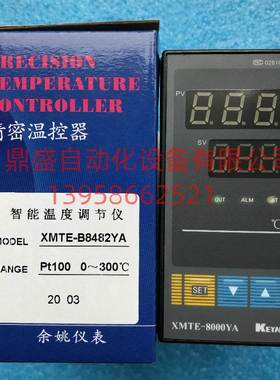 PRECISION
TEMPERATURE
CONTROLLER
精密温控器
鼎盛自动化设备有限公司
13958662521
智能温度调节仪
MODEL XMTE-B8482YA
RANGE Pt100 0~300℃
20 03
余姚仪表
PV
SV
OUT
ALM
SET
XMTE-8000YA